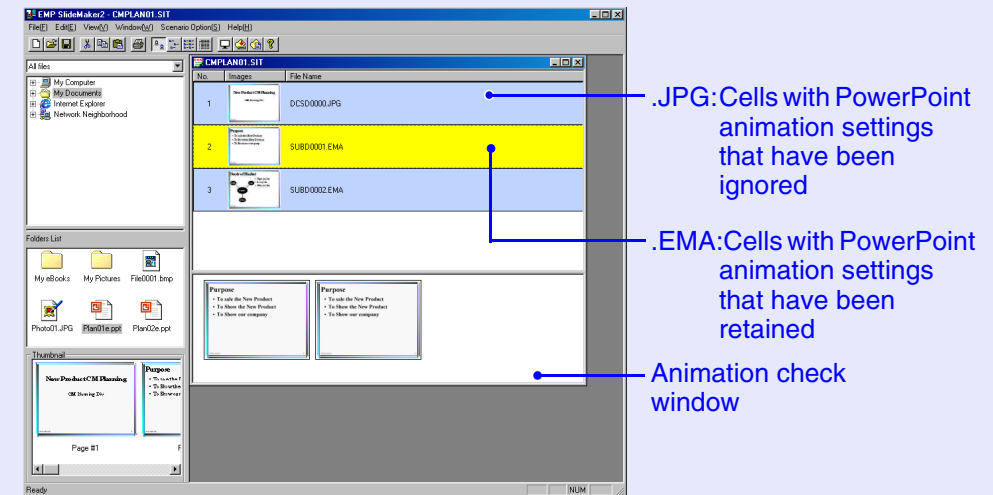 EMP SlideMaker2 - CMPLAN01.SIT
File(F) Edit(E) View(V) Window(W) Scenario Option(S) Help(H)
All files
My Computer
My Documents
Internet Explorer
Network Neighborhood
Folders List
My eBooks My Pictures File0001.bmp
Photo01.JPG Plan01e.ppt Plan02e.ppt
Thumbnail
New Product CM Planning
Purpose
Page #1
Ready
NUM
CMPLAN01.SIT
No. Images File Name
1 New Product CM Planning DCSD0000.JPG
2 Purpose SUBD0001.EMA
3 SUBD0002.EMA
Purpose
• To sale the New Product
• To Show the New Product
• To Show our company
Purpose
• To sale the New Product
• To Show the New Product
• To Show our company
.JPG:Cells with PowerPoint
animation settings
that have been
ignored
.EMA:Cells with PowerPoint
animation settings
that have been
retained
Animation check
window